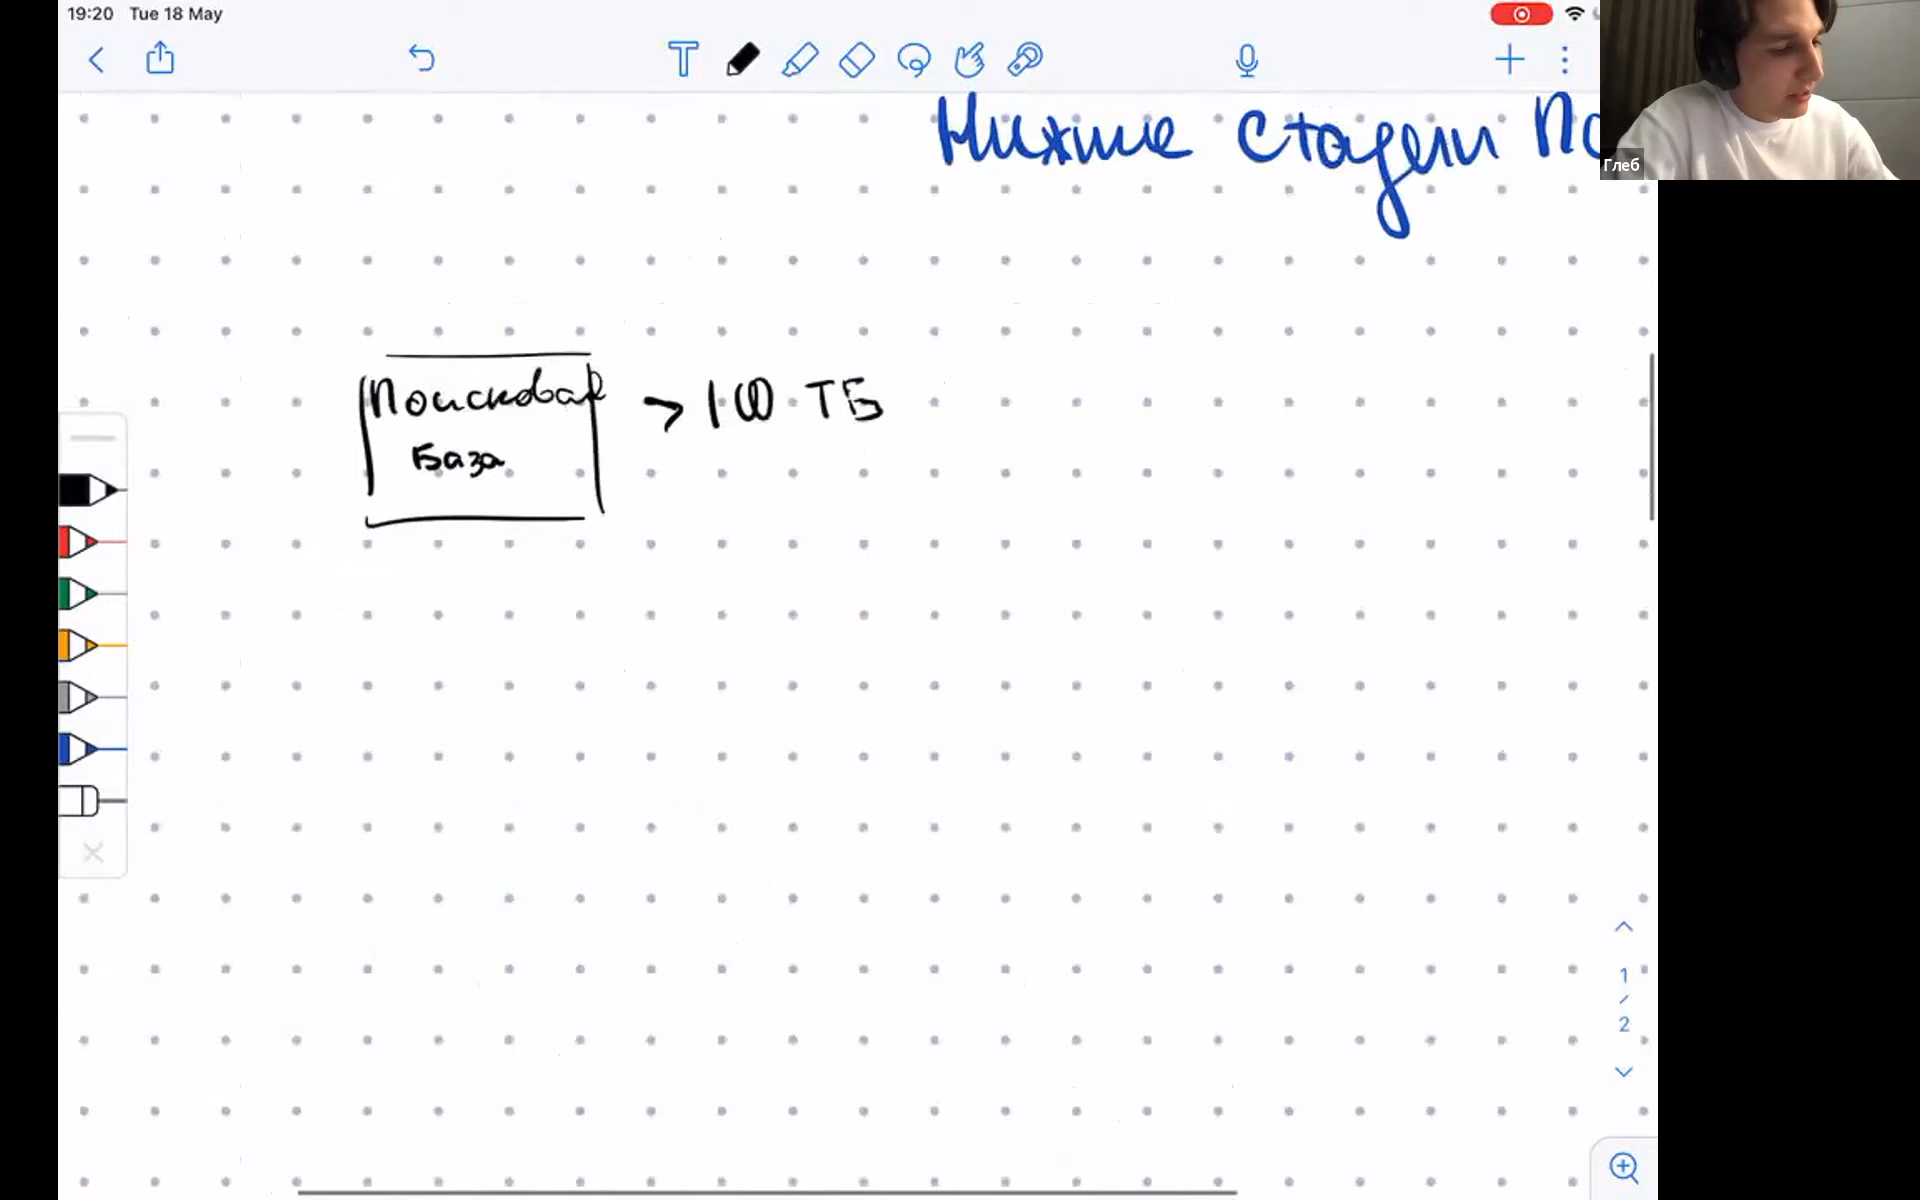 19:20 Tue 18 May
Нижние стадии По
Глеб
Поисковая
База
> 100 ТБ
1
/
2